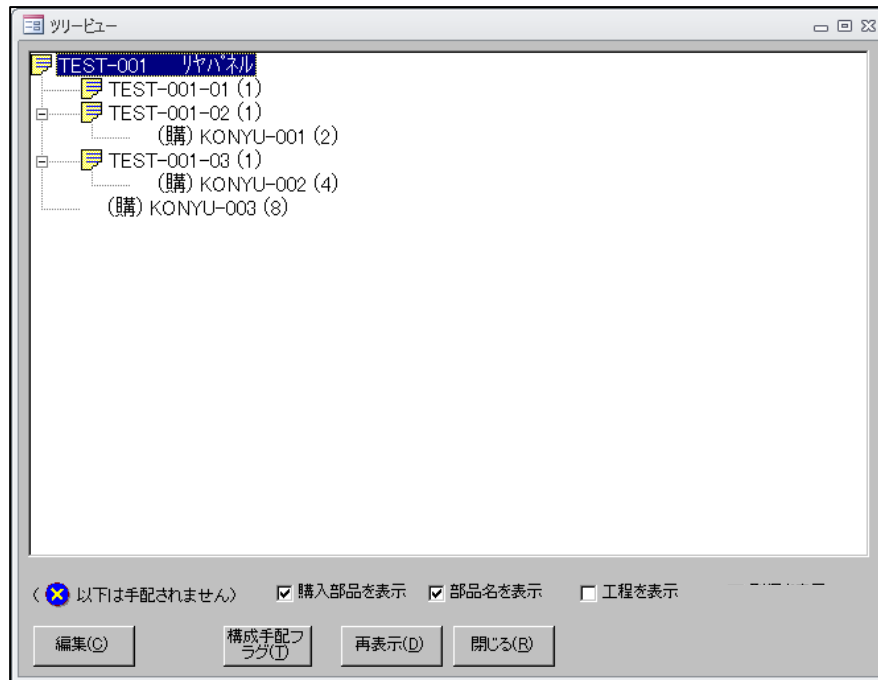 ツリービュー
TEST-001 リヤパネル
TEST-001-01 (1)
TEST-001-02 (1)
(購) KONYU-001 (2)
TEST-001-03 (1)
(購) KONYU-002 (4)
(購) KONYU-003 (8)
( 以下は手配されません) 購入部品を表示 部品名を表示 工程を表示
編集(C) 構成手配フ
ラグ(T) 再表示(D) 閉じる(R)